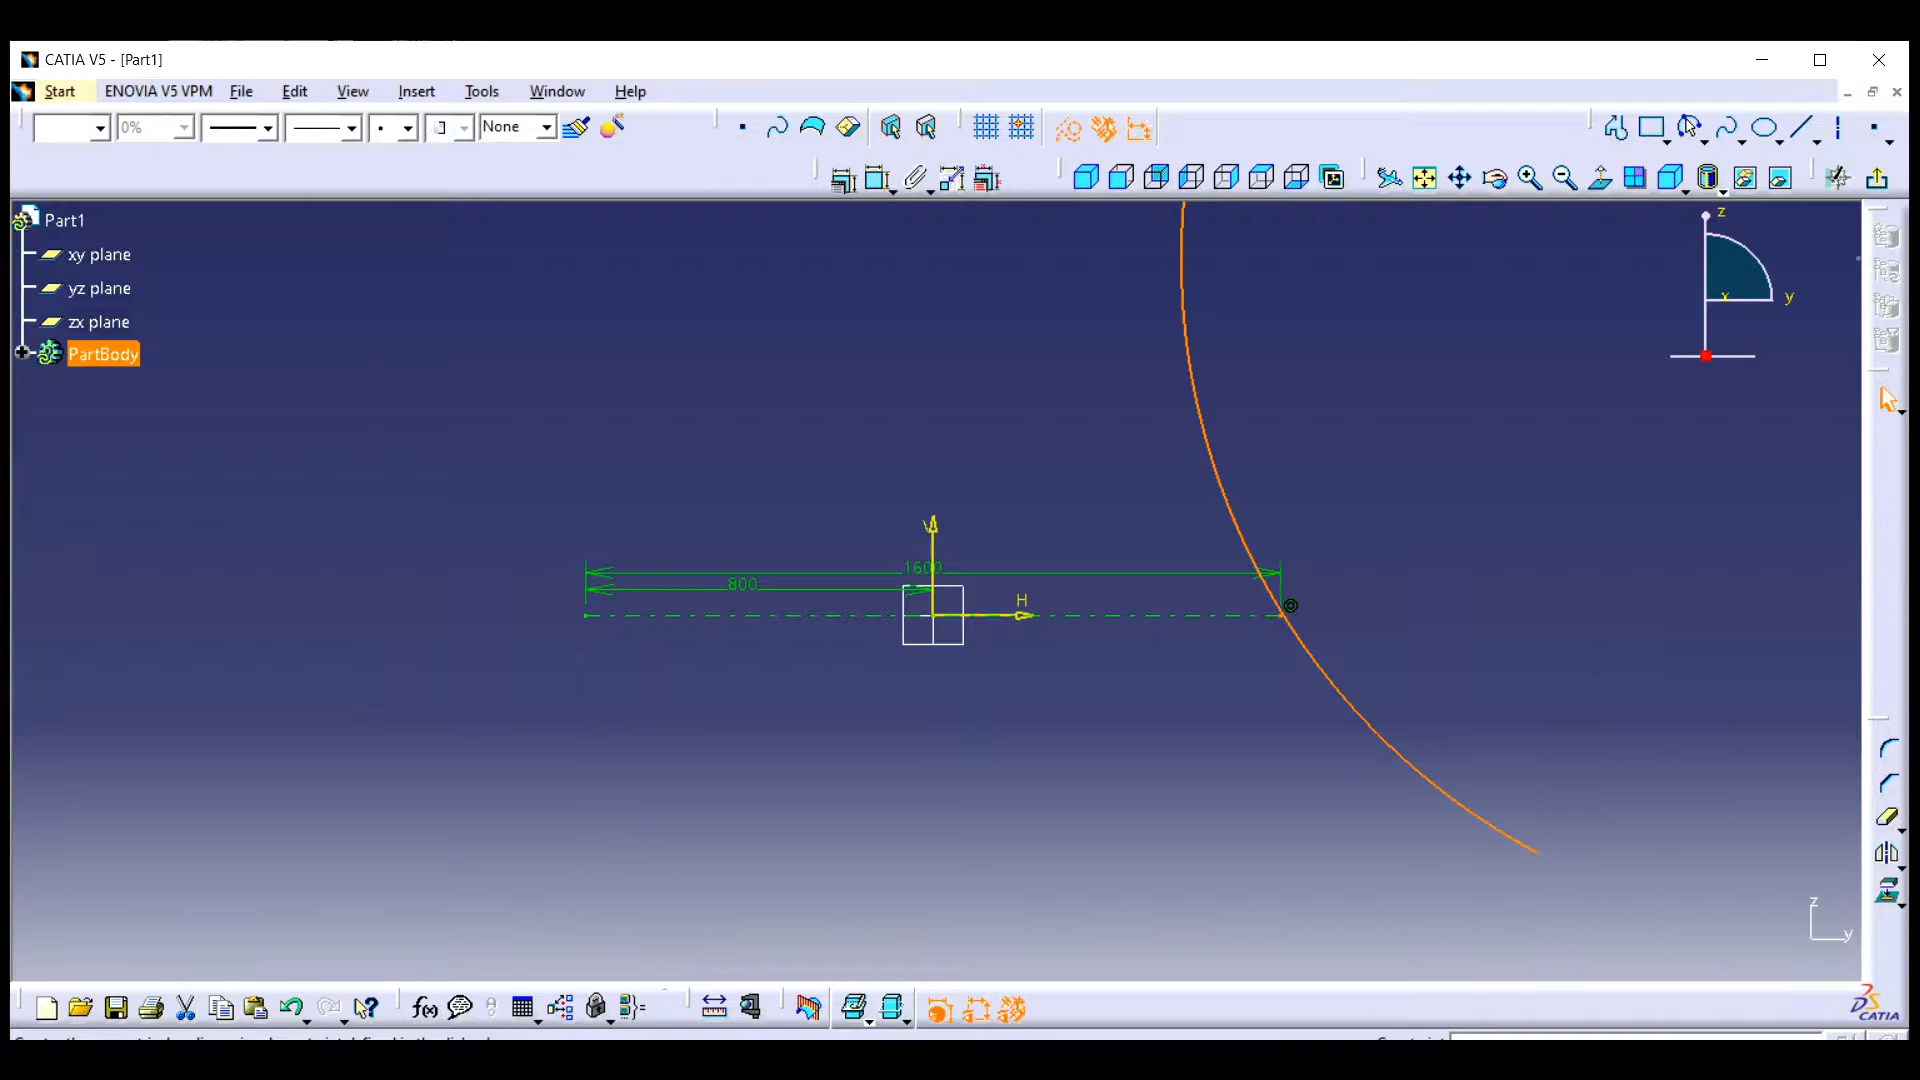 CATIA V5 - [Part1]
Start ENOVIA V5 VPM File Edit View Insert Tools Window Help
0% None
Part1
xy plane
yz plane
zx plane
PartBody
z
x y
V
1600
800
H
z
y
f(x)
DS
CATIA